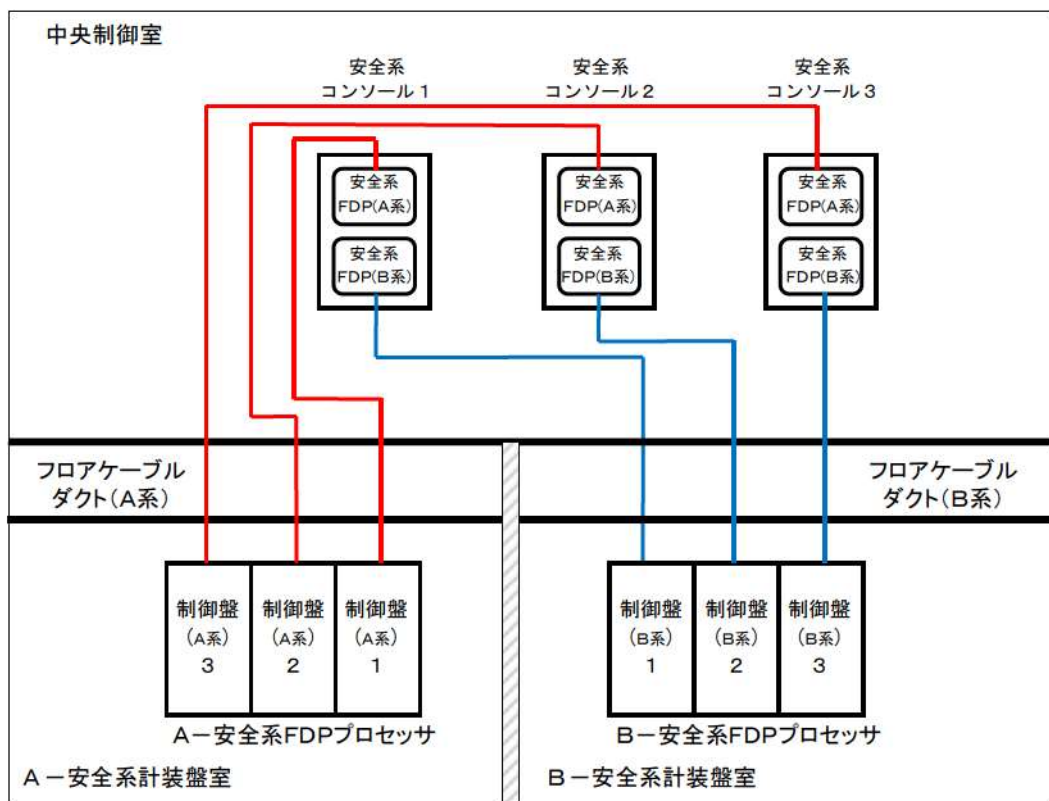 中央制御室
安全系
コンソール1
安全系
コンソール2
安全系
コンソール3
安全系
FDP(A系)
安全系
FDP(A系)
安全系
FDP(A系)
安全系
FDP(B系)
安全系
FDP(B系)
安全系
FDP(B系)
フロアケーブル
ダクト(A系)
フロアケーブル
ダクト(B系)
制御盤
(A系)
3
制御盤
(A系)
2
制御盤
(A系)
1
制御盤
(B系)
1
制御盤
(B系)
2
制御盤
(B系)
3
A-安全系FDPプロセッサ
B-安全系FDPプロセッサ
A-安全系計装盤室
B-安全系計装盤室